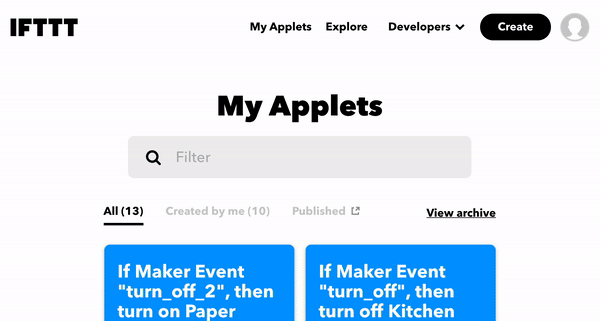 IFTTT My Applets Explore Developers Create
My Applets
Filter
All (13) Created by me (10) Published View archive
If Maker Event
"turn_off_2", then
turn on Paper
If Maker Event
"turn_off", then
turn off Kitchen